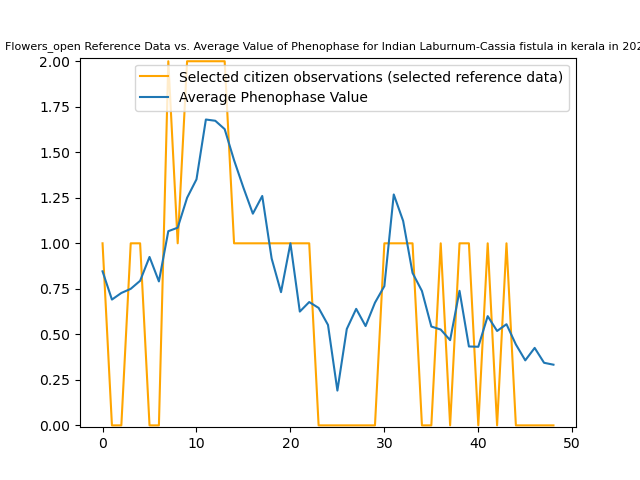 Flowers_open Reference Data vs. Average Value of Phenophase for Indian Laburnum-Cassia fistula in kerala in 202
Selected citizen observations (selected reference data)
Average Phenophase Value
2.00
1.75
1.50
1.25
1.00
0.75
0.50
0.25
0.00
0 10 20 30 40 50